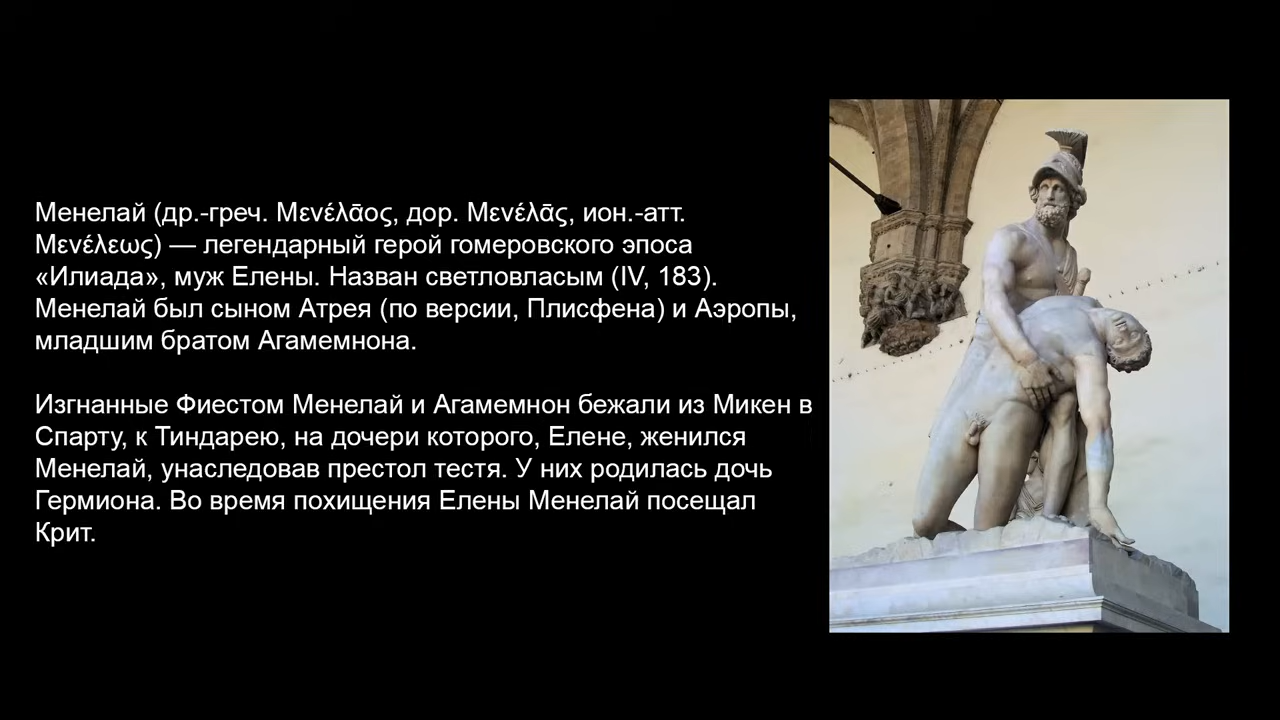 Менелай (др.-греч. Μενέλᾱος, дор. Μενέλᾱς, ион.-атт.
Μενέλεως) — легендарный герой гомеровского эпоса
«Илиада», муж Елены. Назван светловласым (IV, 183).
Менелай был сыном Атрея (по версии, Плисфена) и Аэропы,
младшим братом Агамемнона.
Изгнанные Фиестом Менелай и Агамемнон бежали из Микен в
Спарту, к Тиндарею, на дочери которого, Елене, женился
Менелай, унаследовав престол тестя. У них родилась дочь
Гермиона. Во время похищения Елены Менелай посещал
Крит.